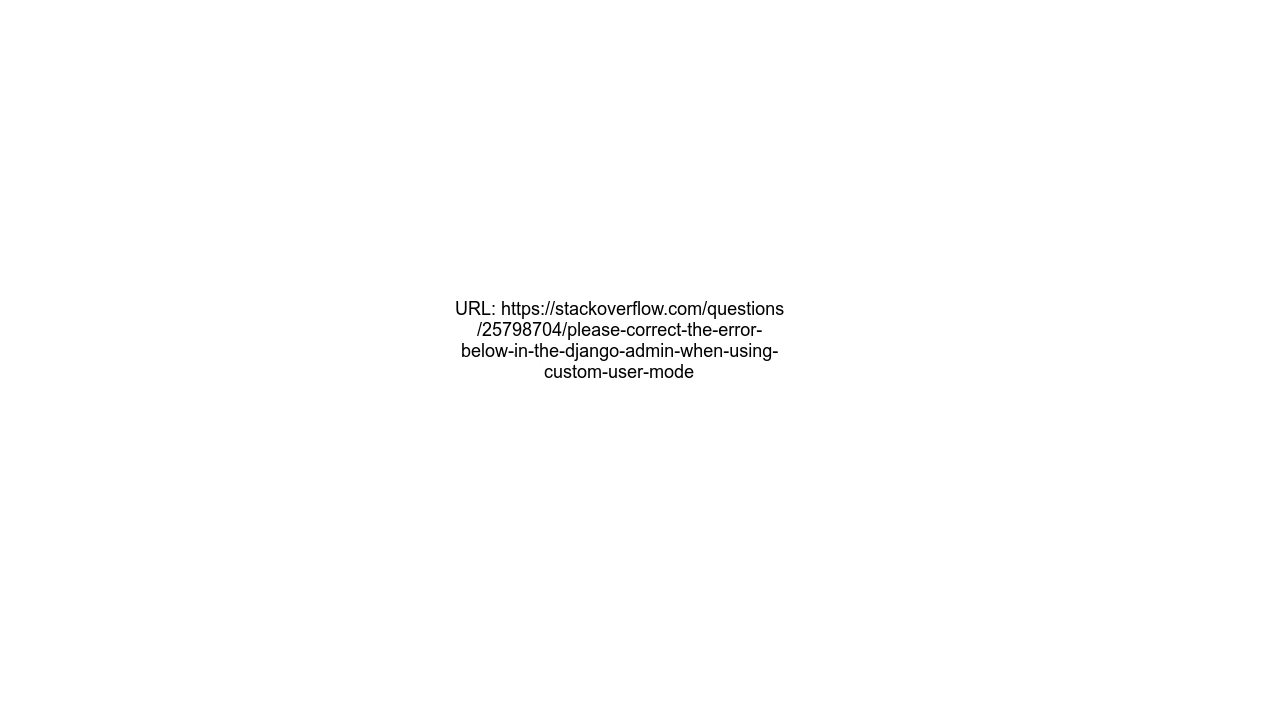 URL: https://stackoverflow.com/questions
/25798704/please-correct-the-error-
below-in-the-django-admin-when-using-
custom-user-mode